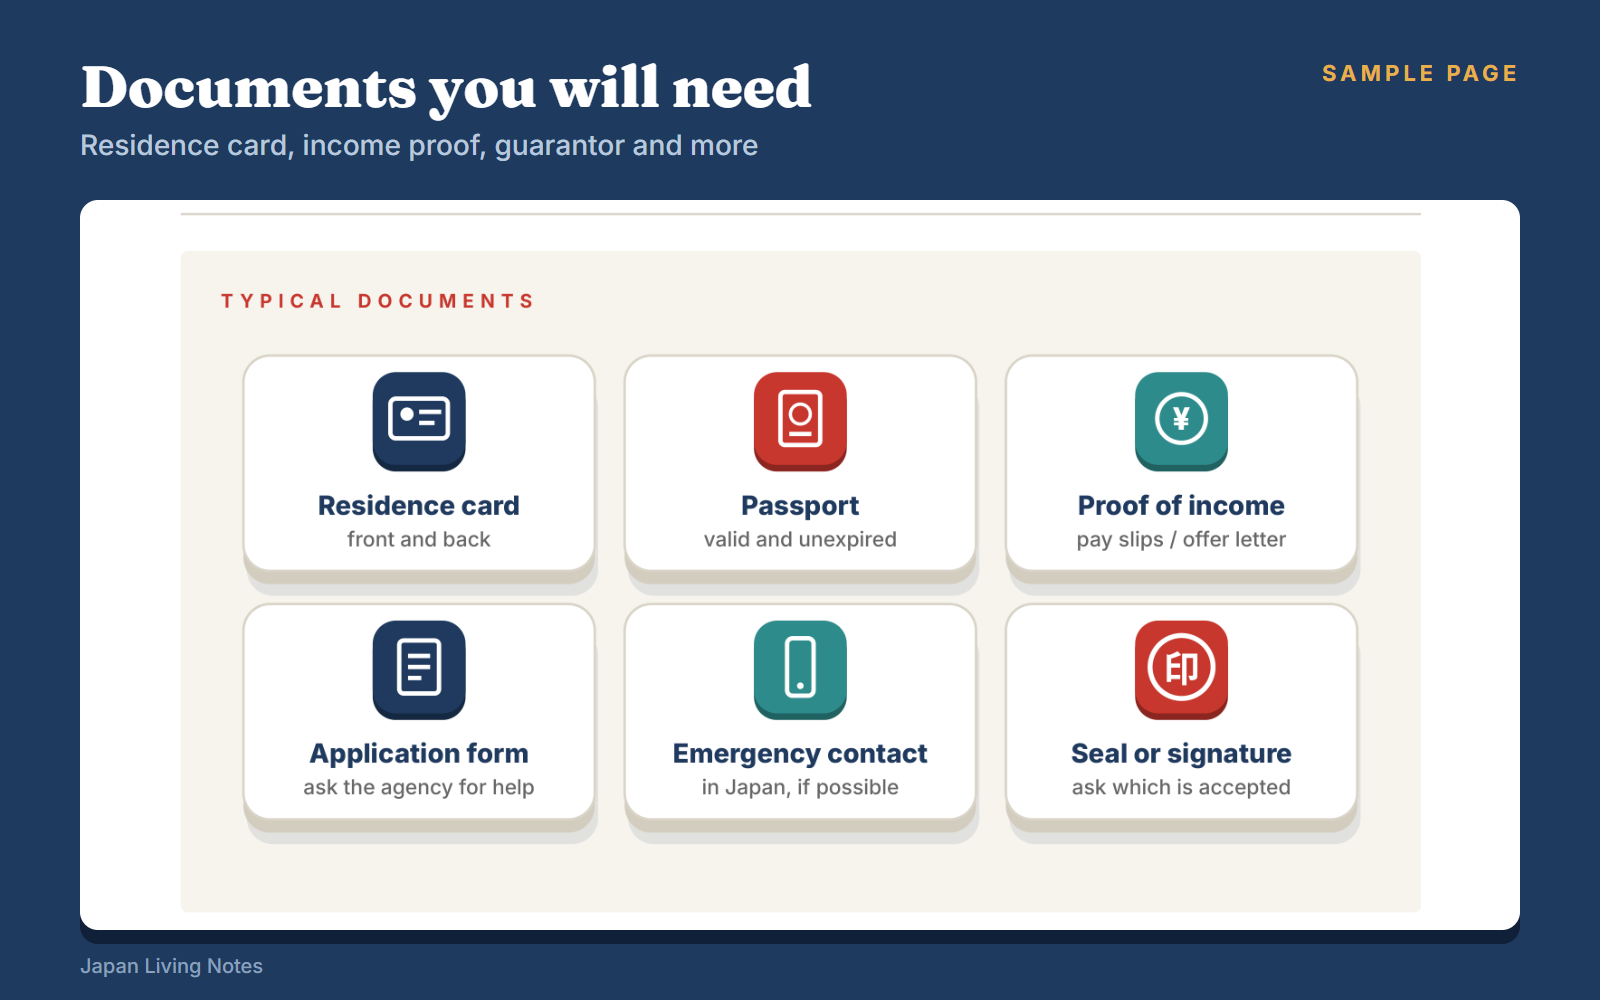 Documents you will need
SAMPLE PAGE
Residence card, income proof, guarantor and more
TYPICAL DOCUMENTS
¥
Residence card
front and back
Passport
valid and unexpired
Proof of income
pay slips / offer letter
印
Application form
ask the agency for help
Emergency contact
in Japan, if possible
Seal or signature
ask which is accepted
Japan Living Notes